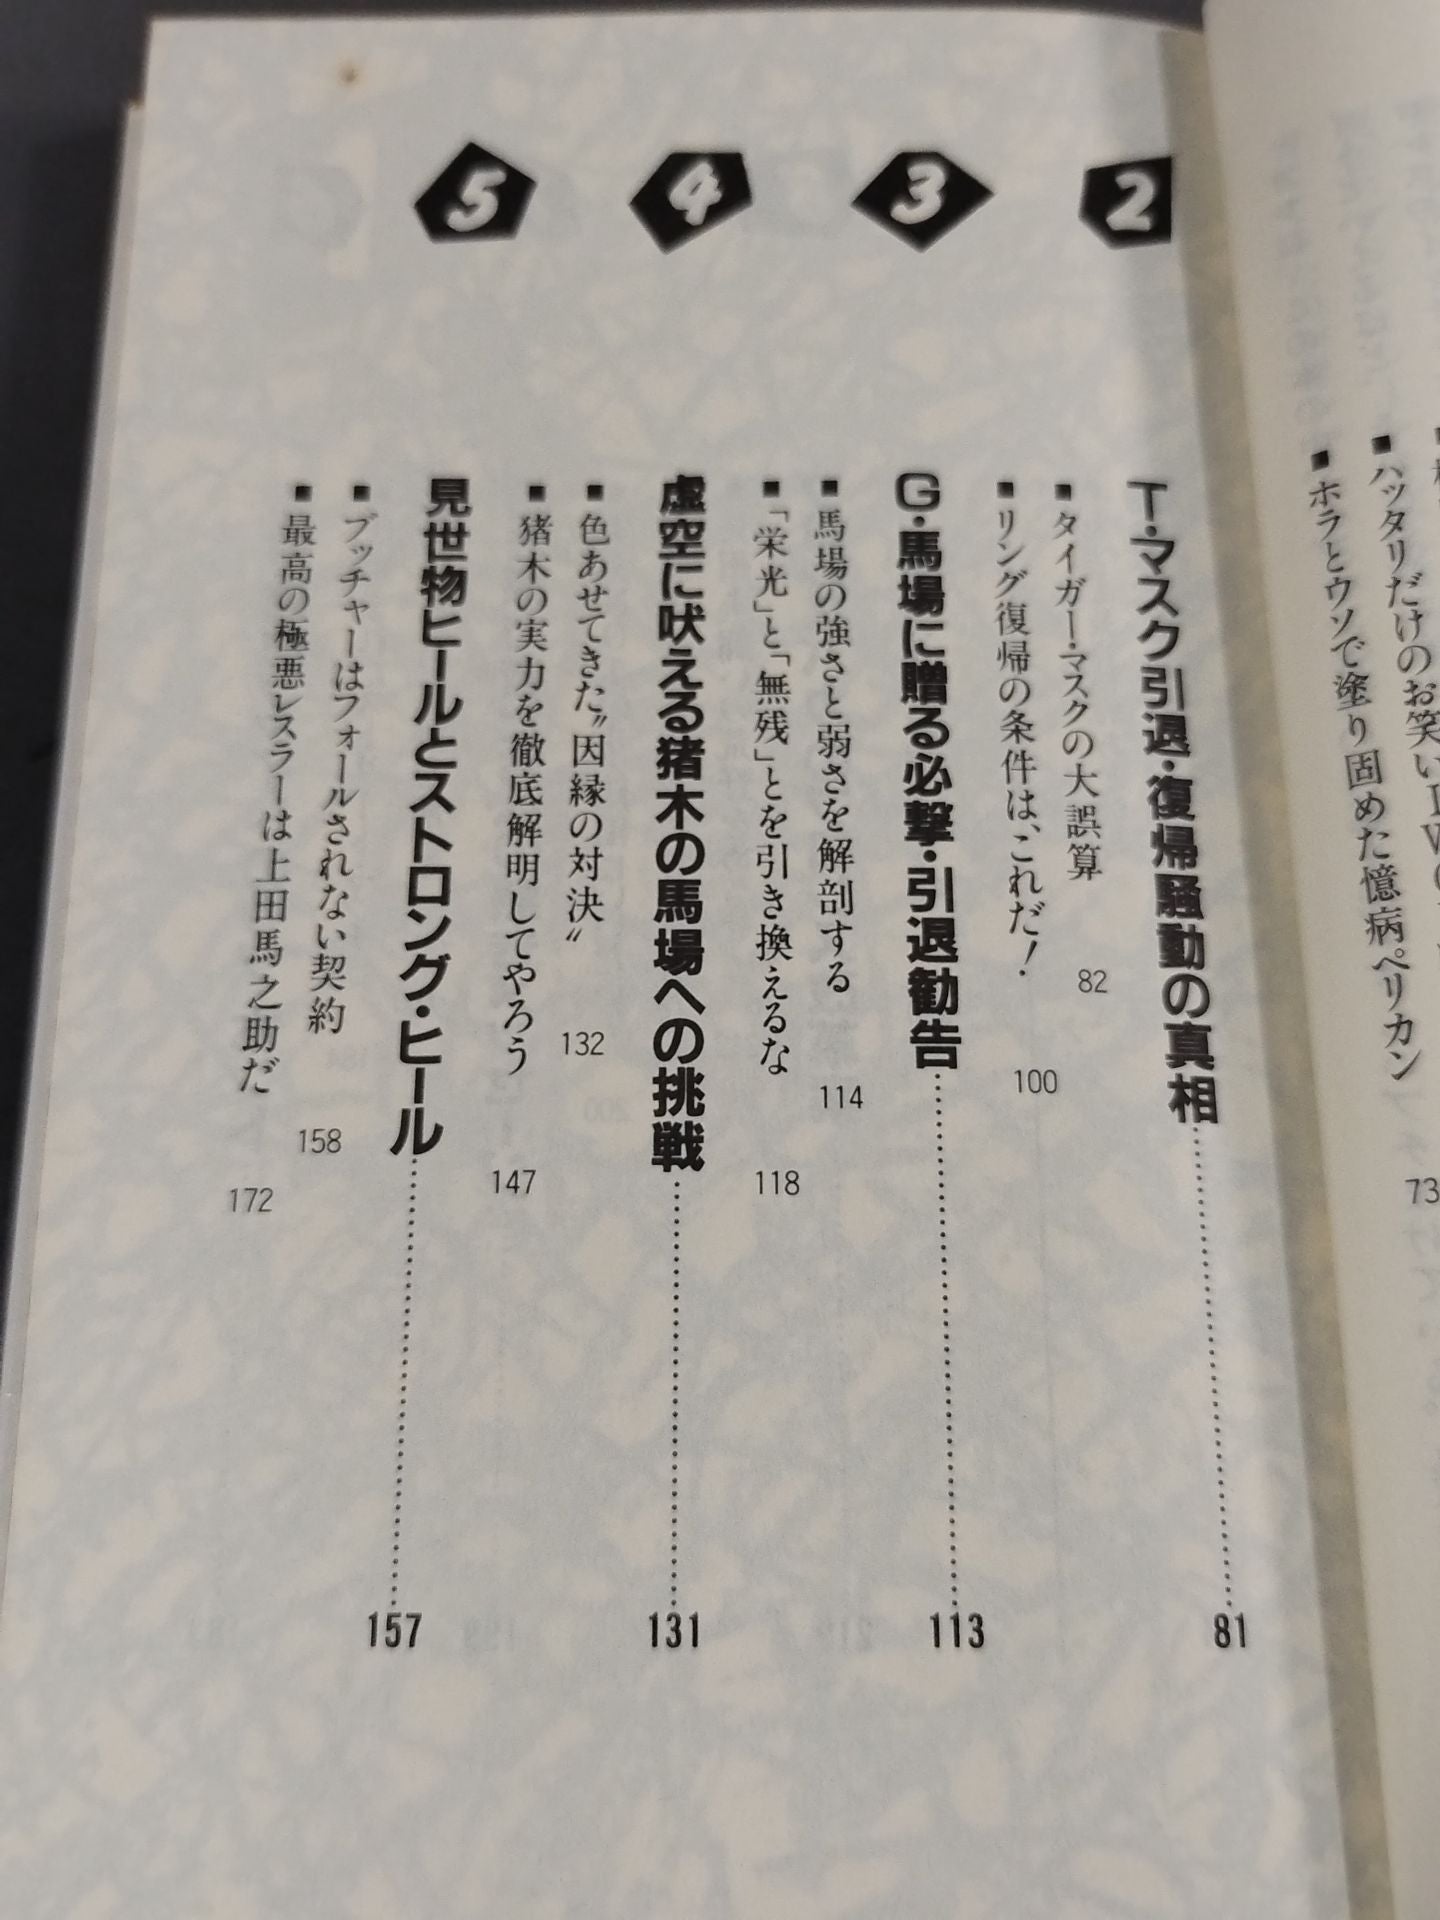 ハッタリだけのお笑い
■ホラとウソで塗り固めた憶病ペリカン
73
2
T・マスク引退・復帰騒動の真相
81
■タイガー・マスクの大誤算
82
■リング復帰の条件は、これだ!
100
3
G・馬場に贈る必撃・引退勧告
113
■馬場の強さと弱さを解剖する
114
■「栄光」と「無残」とを引き換えるな
118
4
虚空に吠える猪木の馬場への挑戦
131
■色あせてきた〝因縁の対決〟
132
■猪木の実力を徹底解明してやろう
147
5
見世物ヒールとストロング・ヒール
157
■ブッチャーはフォールされない契約
158
■最高の極悪レスラーは上田馬之助だ
172